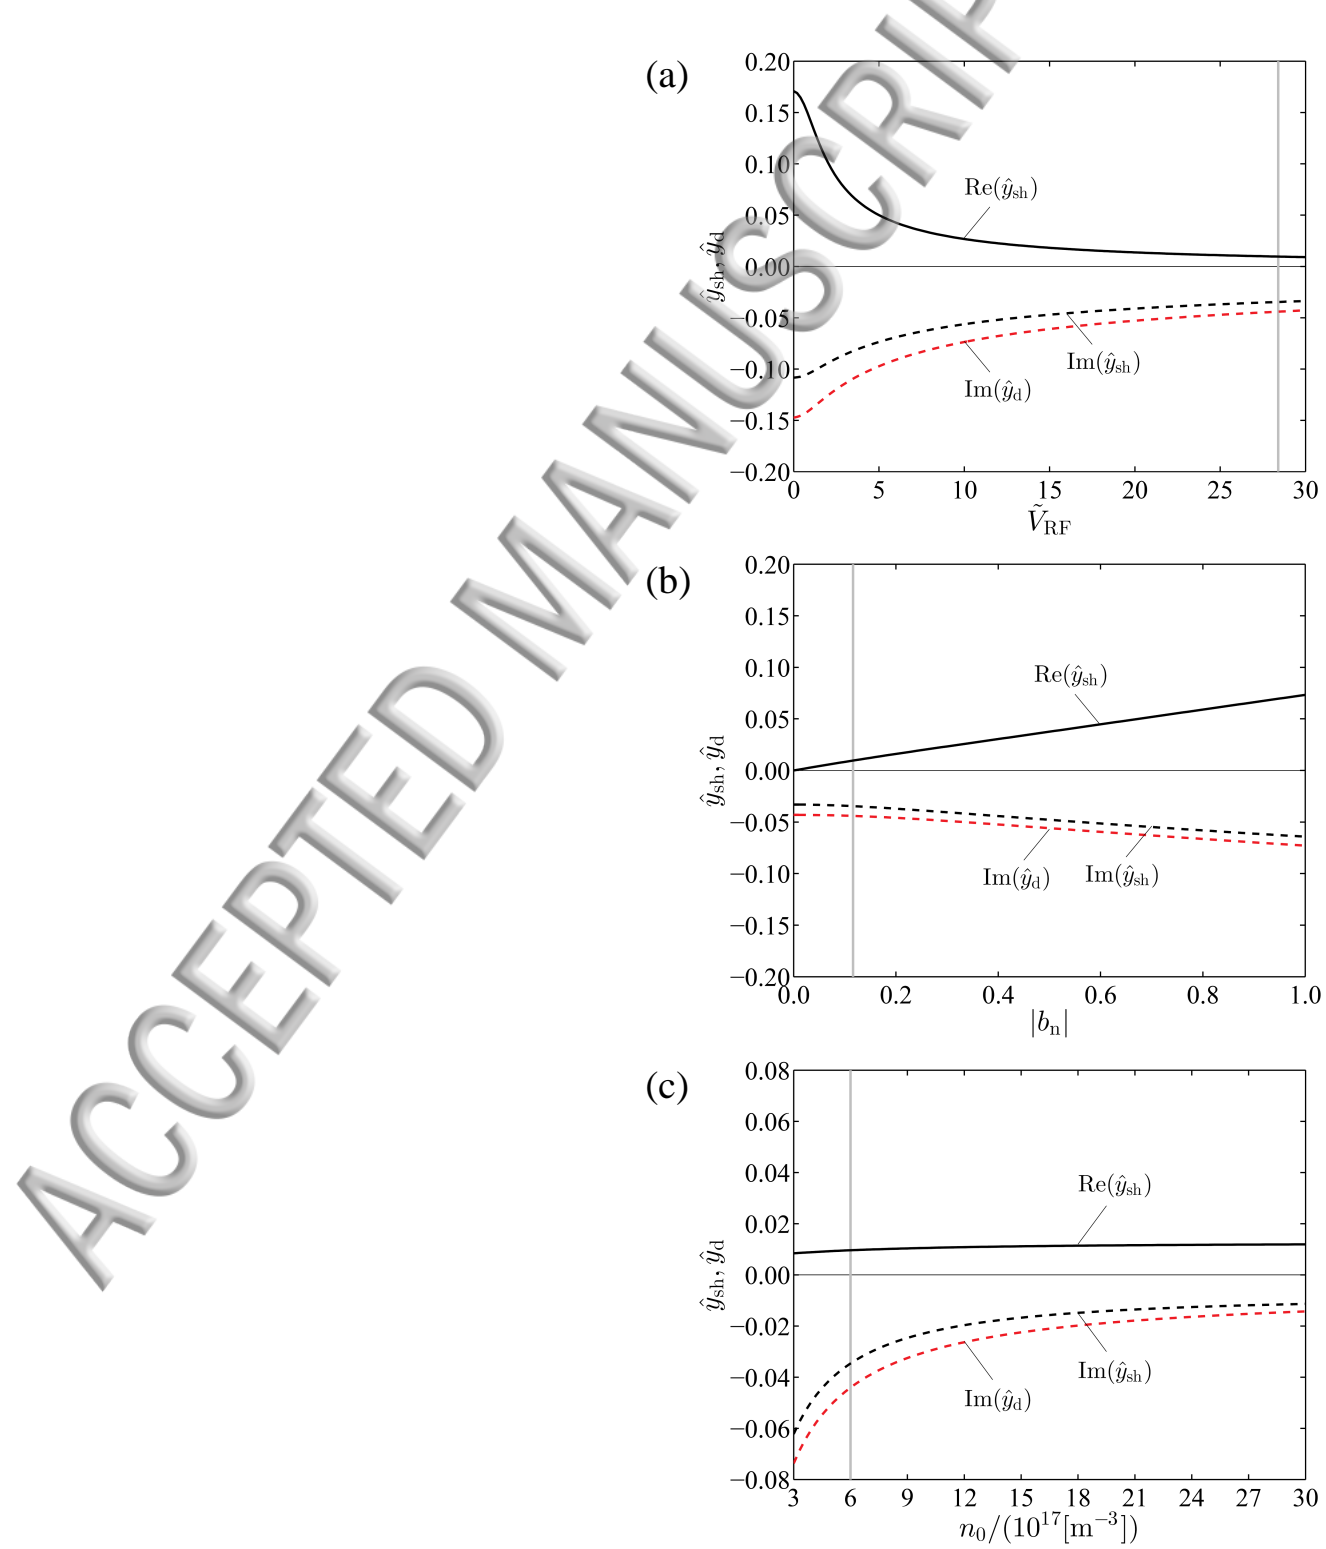 ACCEPTED MANUSCRIP
(a)
0.20
0.15
0.10
0.05
0.00
−0.05
−0.10
−0.15
−0.20
ŷsh, ŷd
Re(ŷsh)
Im(ŷsh)
Im(ŷd)
0 5 10 15 20 25 30
ṼRF
(b)
0.20
0.15
0.10
0.05
0.00
−0.05
−0.10
−0.15
−0.20
ŷsh, ŷd
Re(ŷsh)
Im(ŷd) Im(ŷsh)
0.0 0.2 0.4 0.6 0.8 1.0
|bn|
(c)
0.08
0.06
0.04
0.02
0.00
−0.02
−0.04
−0.06
−0.08
ŷsh, ŷd
Re(ŷsh)
Im(ŷsh)
Im(ŷd)
3 6 9 12 15 18 21 24 27 30
n₀/(10¹⁷[m⁻³])